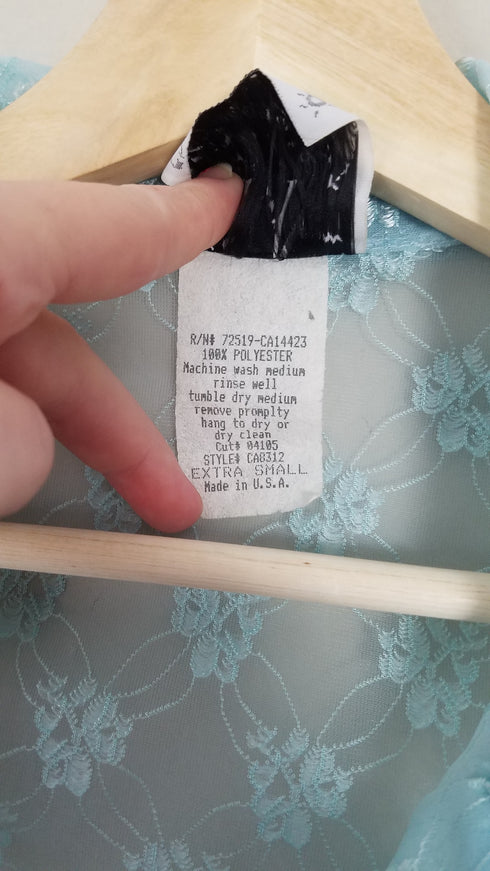 R/N# 72519-CA14423
100% POLYESTER
Machine wash medium
rinse well
tumble dry medium
remove promplty
hang to dry or
dry clean
Cut# 04105
STYLE# CA8312
EXTRA SMALL
Made in U.S.A.